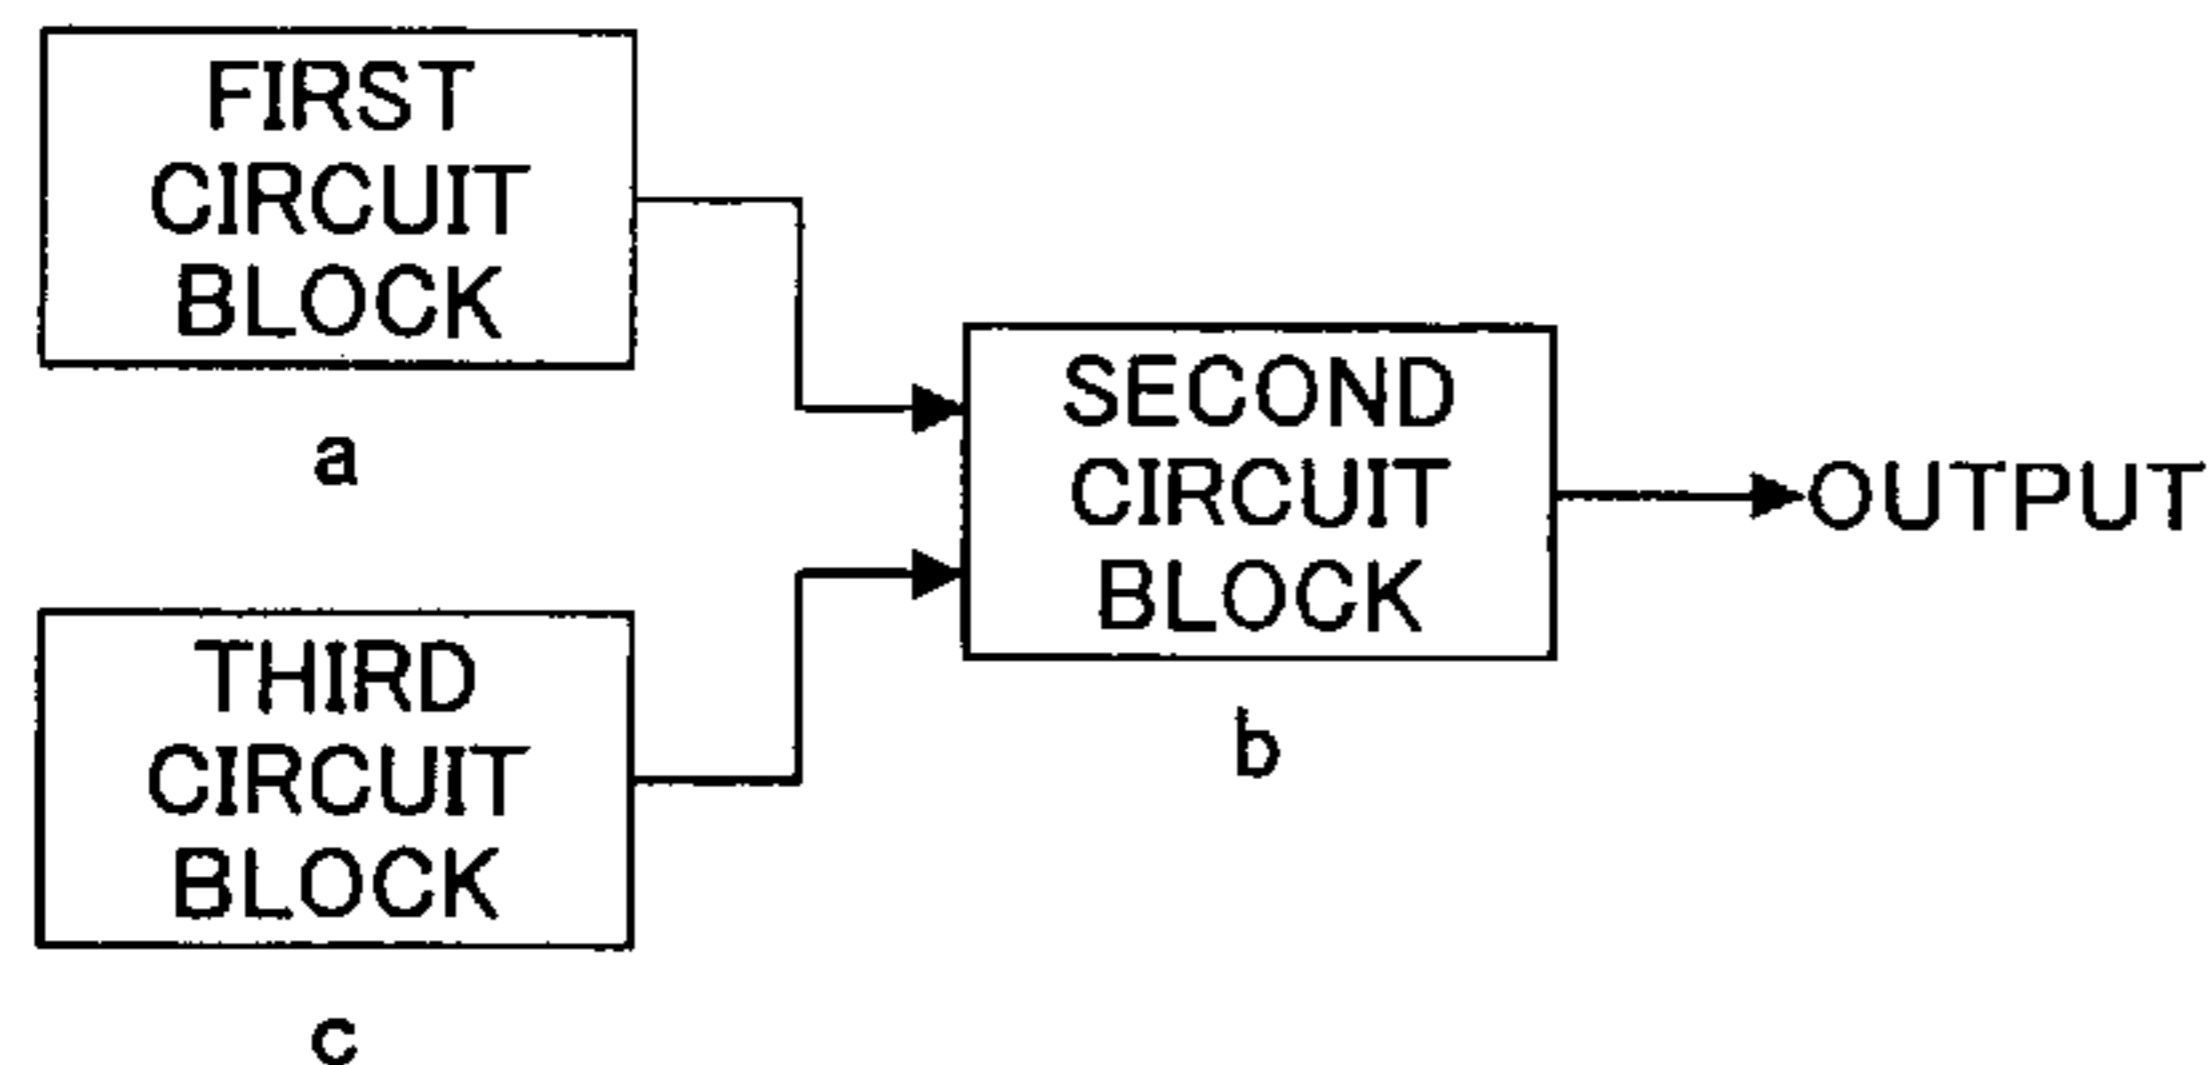 FIRST
CIRCUIT
BLOCK
a
SECOND
CIRCUIT
BLOCK
b
OUTPUT
THIRD
CIRCUIT
BLOCK
c